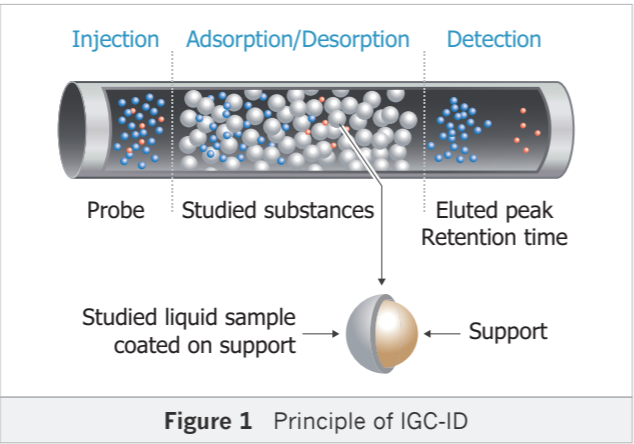 Injection
Adsorption/Desorption
Detection
Probe
Studied substances
Eluted peak
Retention time
Studied liquid sample
coated on support
Support
Figure 1 Principle of IGC-ID